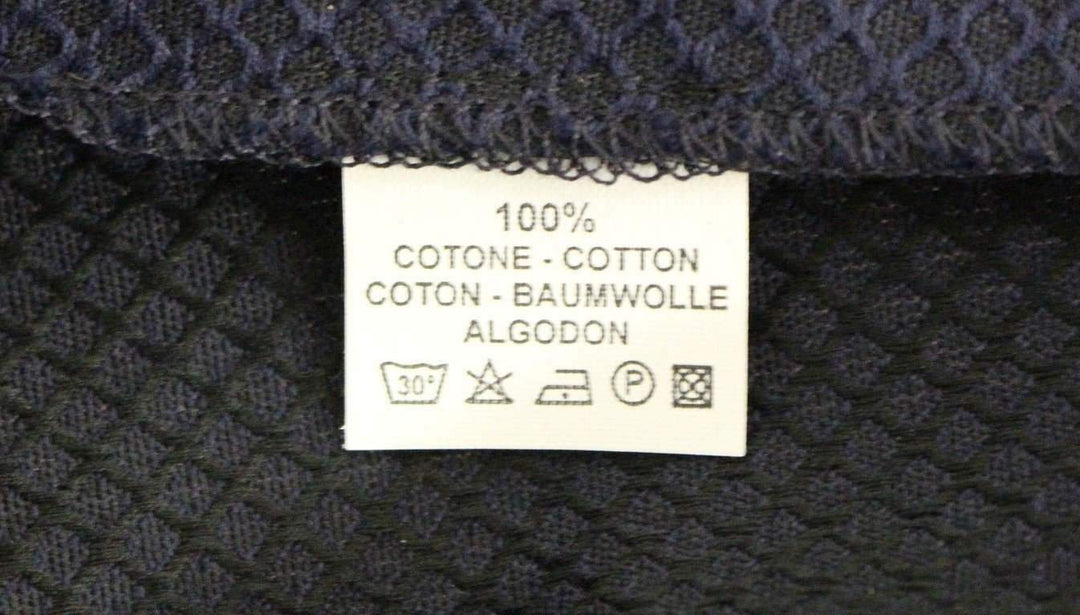 100%
COTONE - COTTON
COTON - BAUMWOLLE
ALGODON
30° P